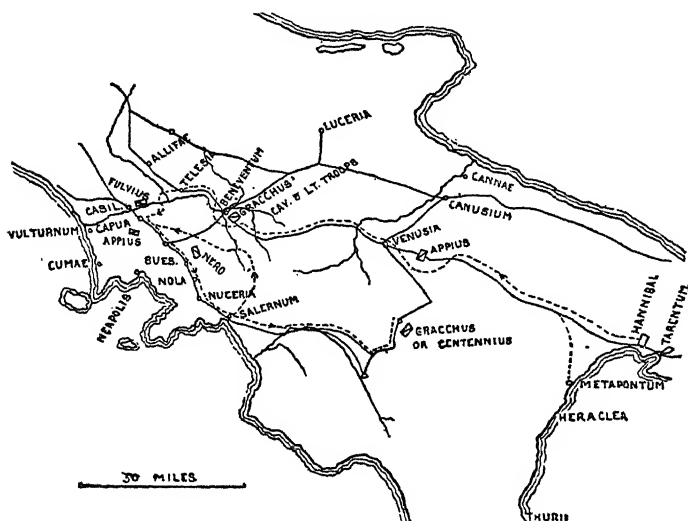 LUCERIA
ALLIFAE
TELESIA
BENEVENTUM
GRACCHUS'
CAV. & LT. TROOPS
CANNAE
FULVIUS
CASIL.
CANUSIUM
VULTURNUM
CAPUA
APPIUS
VENUSIA
APPIUS
CUMAE
SUES.
NERO
NOLA
NEAPOLIS
NUCERIA
SALERNUM
HANNIBAL
TARENTUM
GRACCHUS
OR CENTENNIUS
METAPONTUM
HERACLEA
30 MILES
THURII